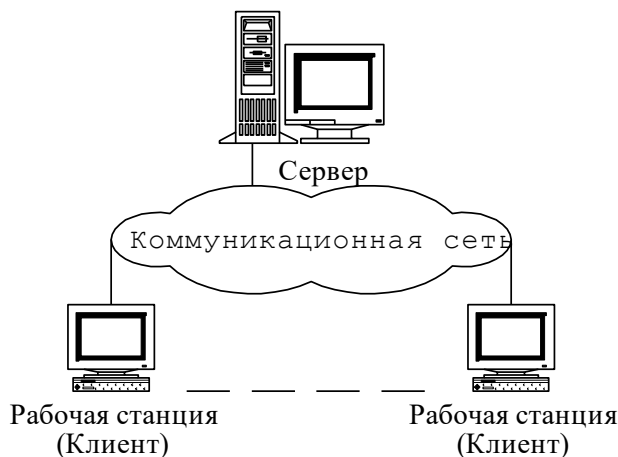 Сервер
Коммуникационная сеть
Рабочая станция
(Клиент)
Рабочая станция
(Клиент)